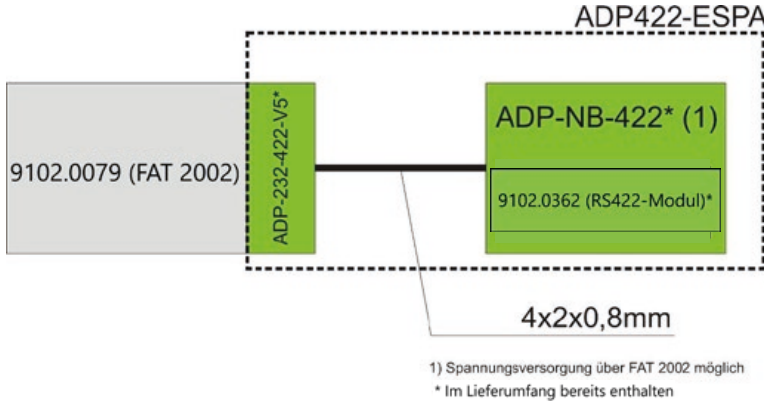 ADP422-ESPA
9102.0079 (FAT 2002)
ADP-232-422-V5*
ADP-NB-422* (1)
9102.0362 (RS422-Modul)*
4x2x0,8mm
1) Spannungsversorgung über FAT 2002 möglich
* Im Lieferumfang bereits enthalten